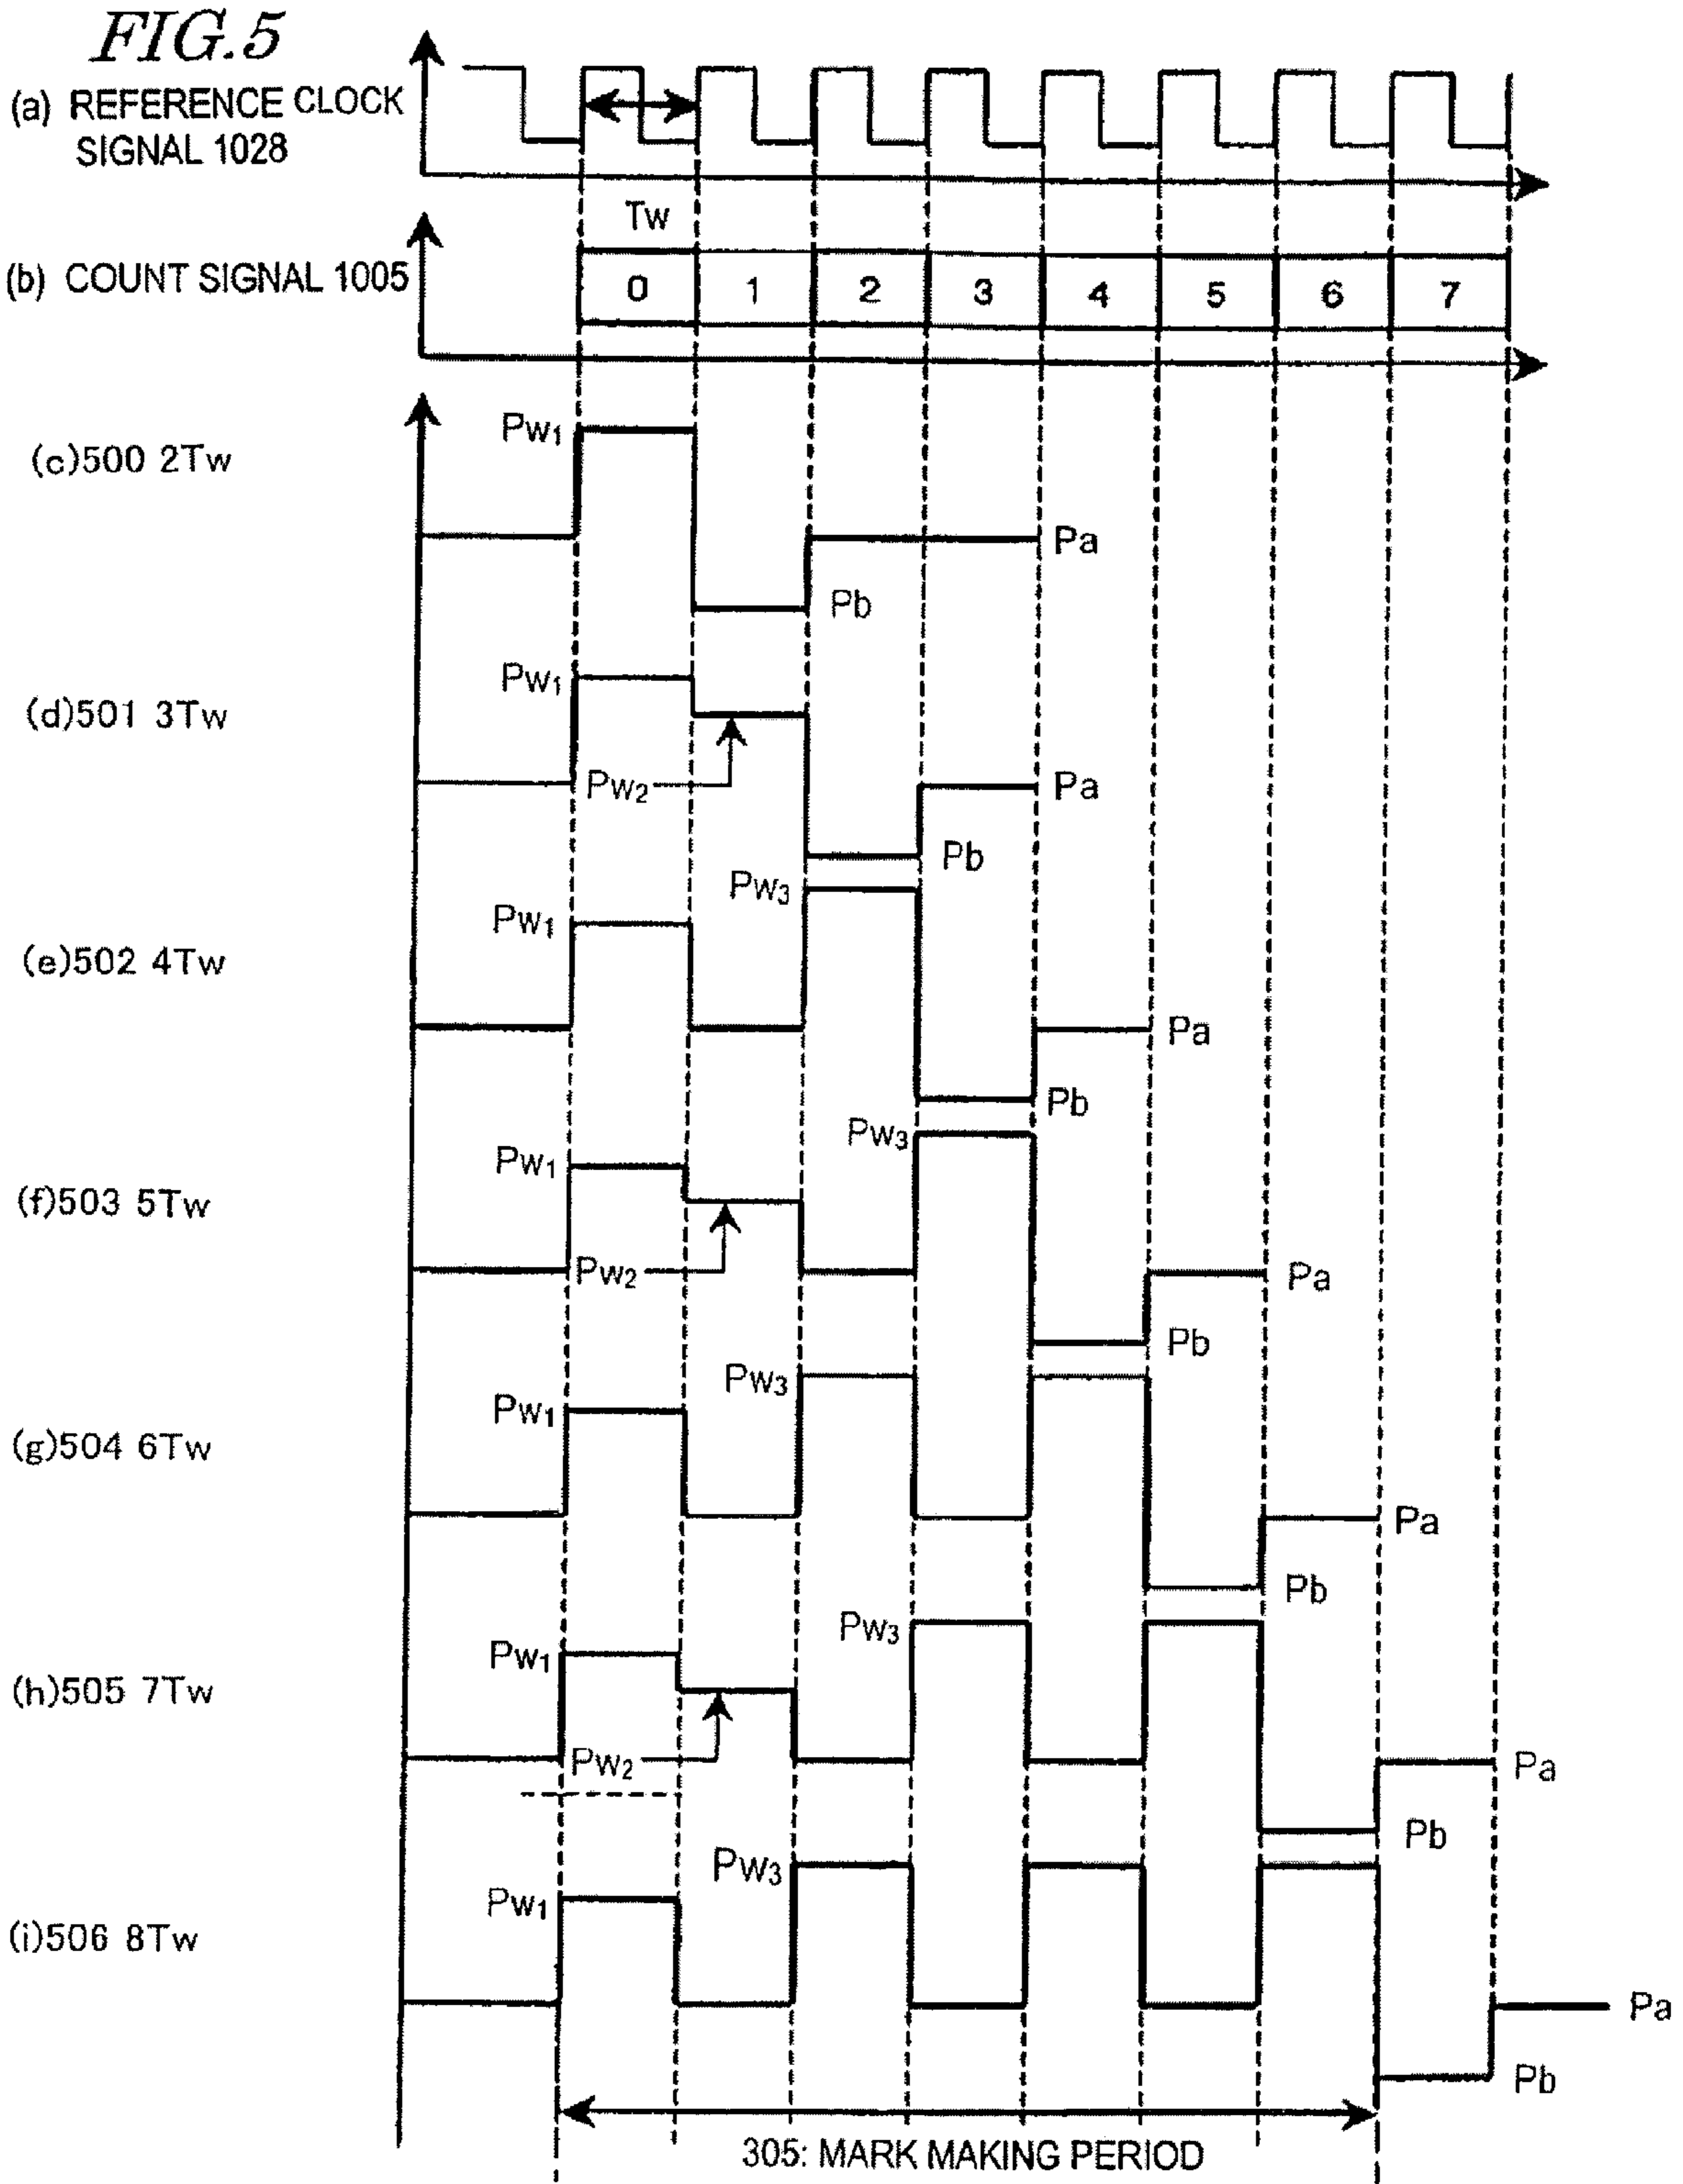 FIG.5
(a) REFERENCE CLOCK
SIGNAL 1028
Tw
(b) COUNT SIGNAL 1005
0 1 2 3 4 5 6 7
(c)500 2Tw
Pw1
Pa
Pb
(d)501 3Tw
Pw1
Pw2
Pa
Pb
(e)502 4Tw
Pw3
Pw1
Pa
Pb
(f)503 5Tw
Pw3
Pw1
Pw2
Pa
Pb
(g)504 6Tw
Pw3
Pw1
Pa
Pb
(h)505 7Tw
Pw3
Pw1
Pw2
Pa
Pb
(i)506 8Tw
Pw3
Pw1
Pa
Pb
305: MARK MAKING PERIOD